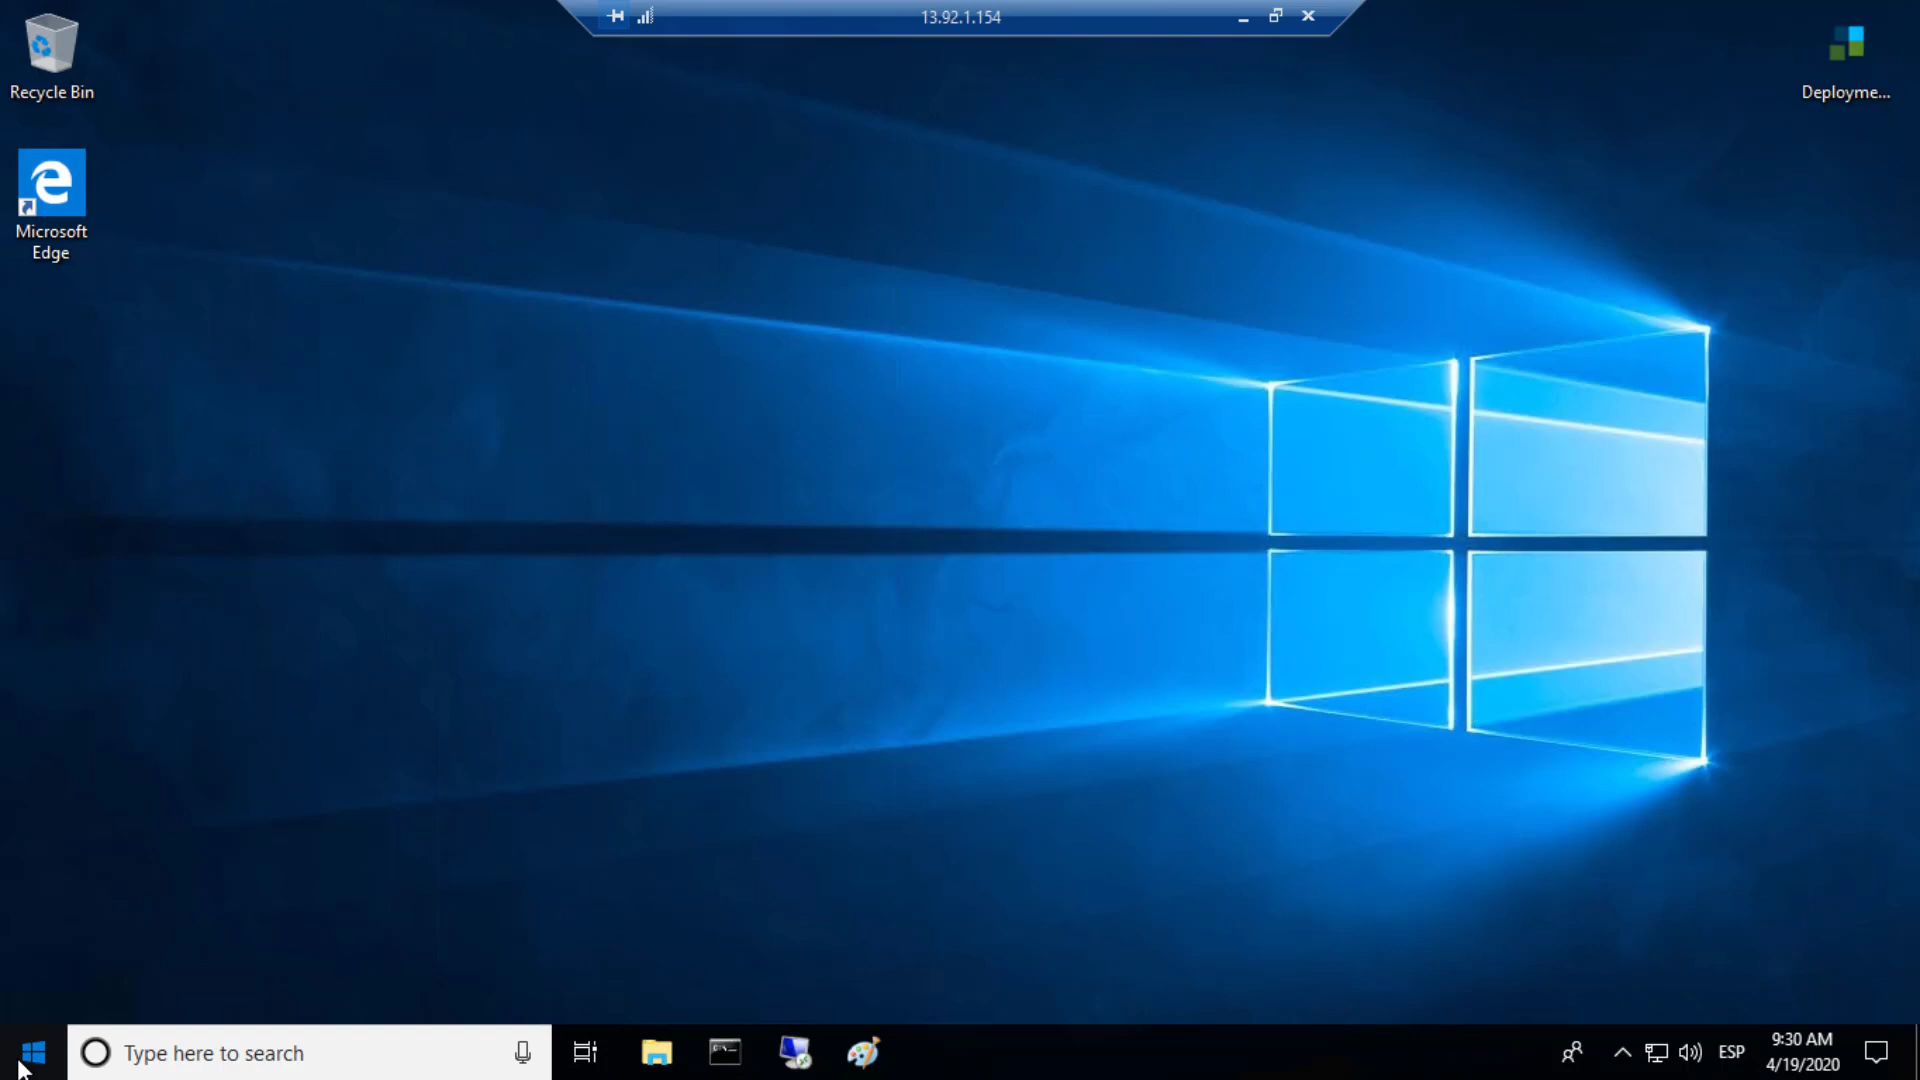 13.92.1.154
Recycle Bin
Deployme...
Microsoft
Edge
Type here to search
ESP
9:30 AM
4/19/2020